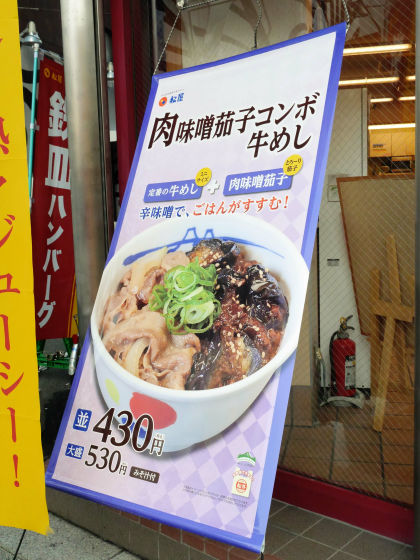 松屋
肉味噌茄子コンボ
牛めし
定番の牛めし
ミニ
サイズ
+
肉味噌茄子
とろ〜り
茄子
辛味噌で、ごはんがすすむ！
並 430円
大盛 530円 みそ汁付
鉄皿ハンバーグ
熱アジューシー！